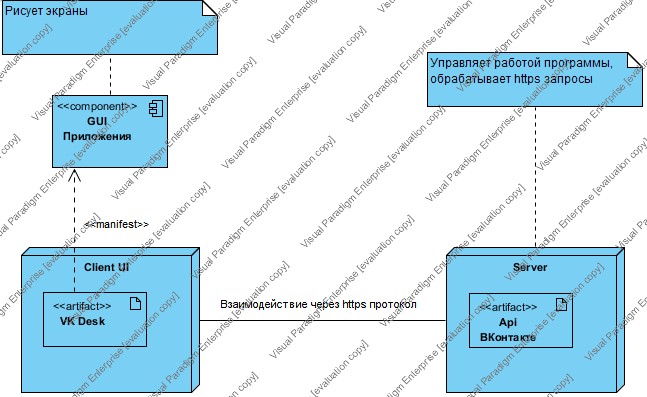 Рисует экраны
Управляет работой программы,
обрабатывает https запросы
<<component>>
GUI
Приложения
<<manifest>>
Client UI
Server
<<artifact>>
VK Desk
Взаимодействие через https протокол
<<artifact>>
Api
ВКонтакте
Visual Paradigm Enterprise [evaluation copy]